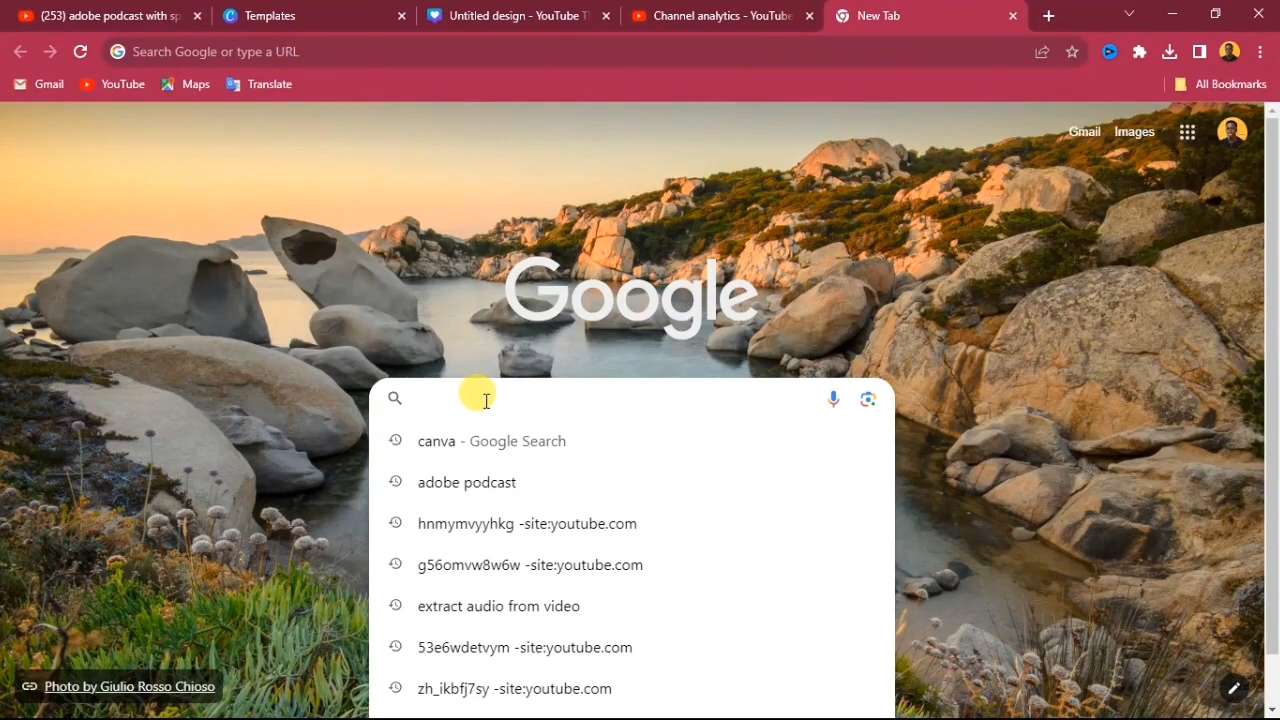 (253) adobe podcast with sp
Templates
Untitled design - YouTube T
Channel analytics - YouTube
New Tab
Search Google or type a URL
Gmail
YouTube
Maps
Translate
All Bookmarks
Gmail
Images
Google
canva - Google Search
adobe podcast
hnmymvyyhkg -site:youtube.com
g56omvw8w6w -site:youtube.com
extract audio from video
53e6wdetvym -site:youtube.com
zh_ikbfj7sy -site:youtube.com
Photo by Giulio Rosso Chioso